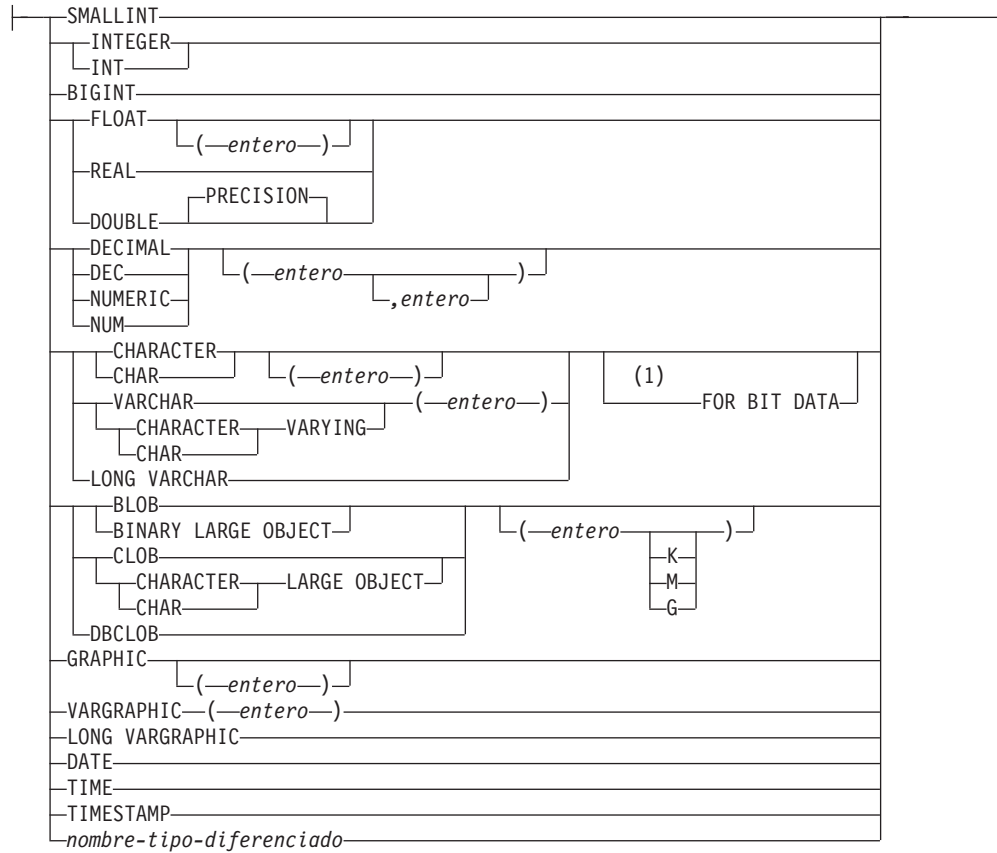 SMALLINT
INTEGER
INT
BIGINT
FLOAT
(entero)
REAL
PRECISION
DOUBLE
DECIMAL
DEC (entero)
NUMERIC ,entero
NUM
CHARACTER
CHAR (entero) (1)
VARCHAR (entero) FOR BIT DATA
CHARACTER VARYING
CHAR
LONG VARCHAR
BLOB
BINARY LARGE OBJECT (entero)
CLOB K
CHARACTER LARGE OBJECT M
CHAR G
DBCLOB
GRAPHIC
(entero)
VARGRAPHIC (entero)
LONG VARGRAPHIC
DATE
TIME
TIMESTAMP
nombre-tipo-diferenciado